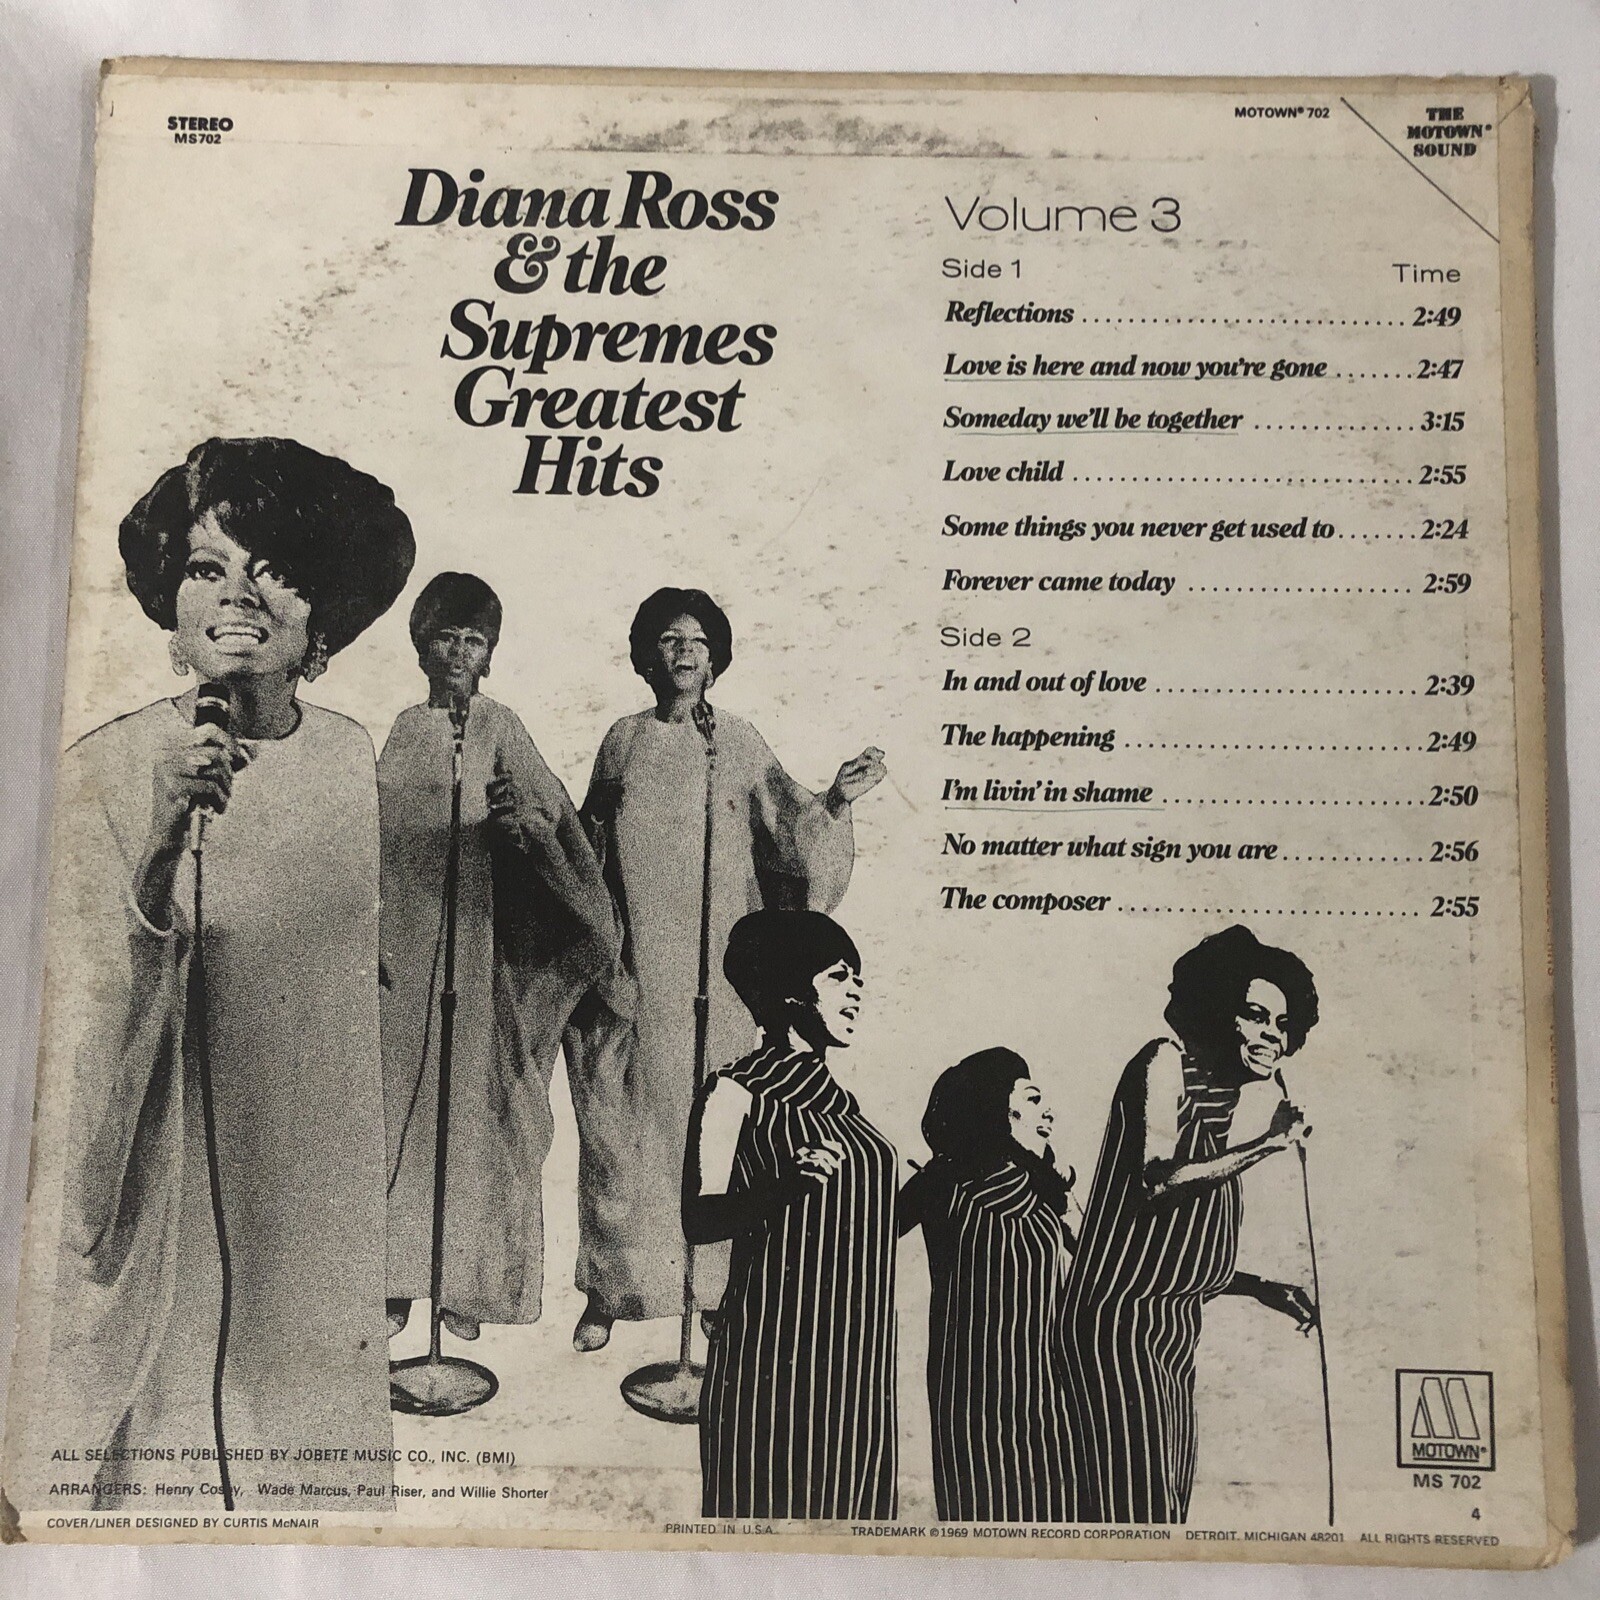 STEREO
MS702
MOTOWN® 702
THE
MOTOWN®
SOUND
Diana Ross
& the
Supremes
Greatest
Hits
Volume 3
Side 1 Time
Reflections ............................ 2:49
Love is here and now you're gone ....... 2:47
Someday we'll be together .............. 3:15
Love child ............................. 2:55
Some things you never get used to ....... 2:24
Forever came today ................... 2:59
Side 2
In and out of love ....................... 2:39
The happening .......................... 2:49
I'm livin' in shame ....................... 2:50
No matter what sign you are ............ 2:56
The composer .......................... 2:55
ALL SELECTIONS PUBLISHED BY JOBETE MUSIC CO., INC. (BMI)
ARRANGERS: Henry Cosby, Wade Marcus, Paul Riser, and Willie Shorter
COVER/LINER DESIGNED BY CURTIS McNAIR
PRINTED IN U.S.A.
TRADEMARK ©1969 MOTOWN RECORD CORPORATION DETROIT, MICHIGAN 48201 ALL RIGHTS RESERVED
MOTOWN®
MS 702
4